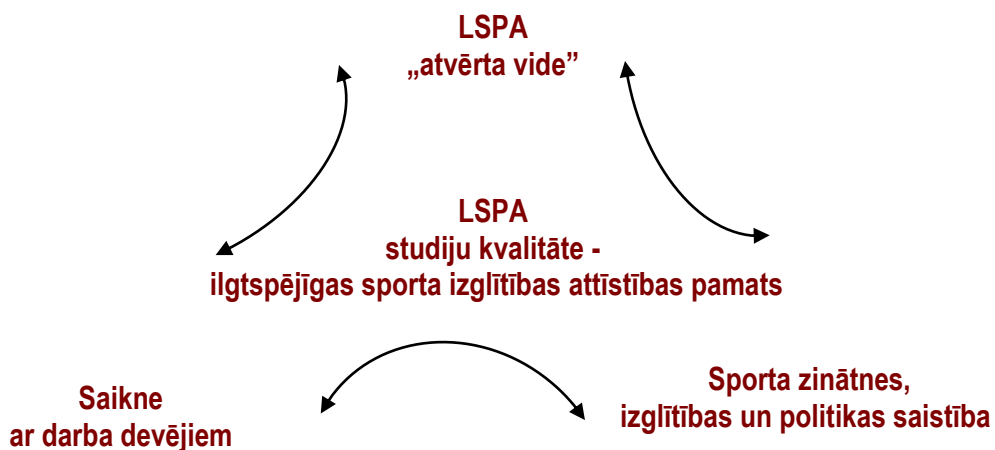 LSPA
„atvērta vide”
LSPA
studiju kvalitāte -
ilgtspējīgas sporta izglītības attīstības pamats
Saikne
ar darba devējiem
Sporta zinātnes,
izglītības un politikas saistība